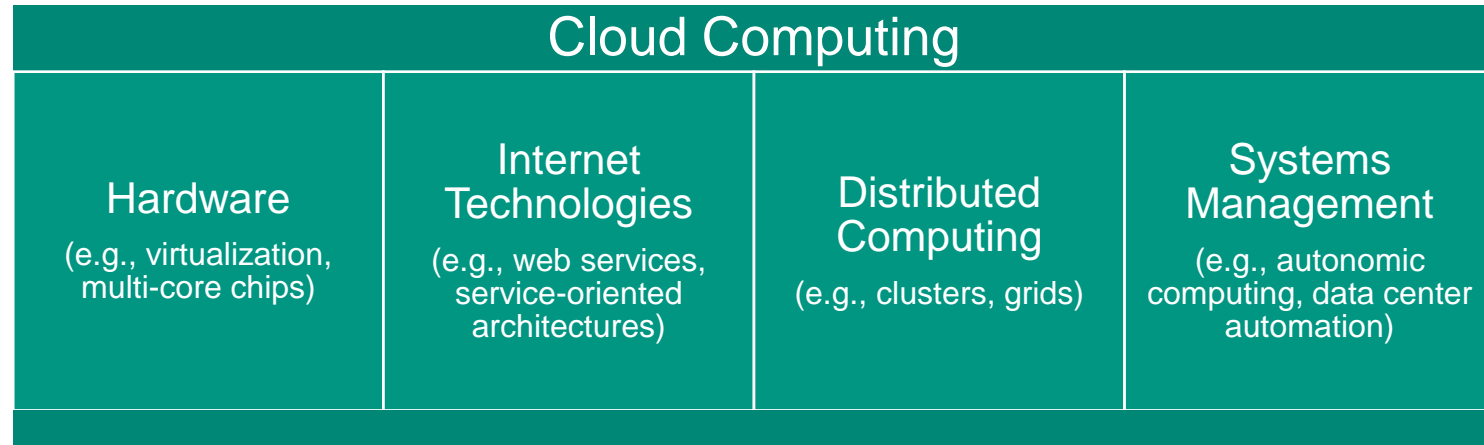 Cloud Computing
Hardware
(e.g., virtualization,
multi-core chips)
Internet
Technologies
(e.g., web services,
service-oriented
architectures)
Distributed
Computing
(e.g., clusters, grids)
Systems
Management
(e.g., autonomic
computing, data center
automation)